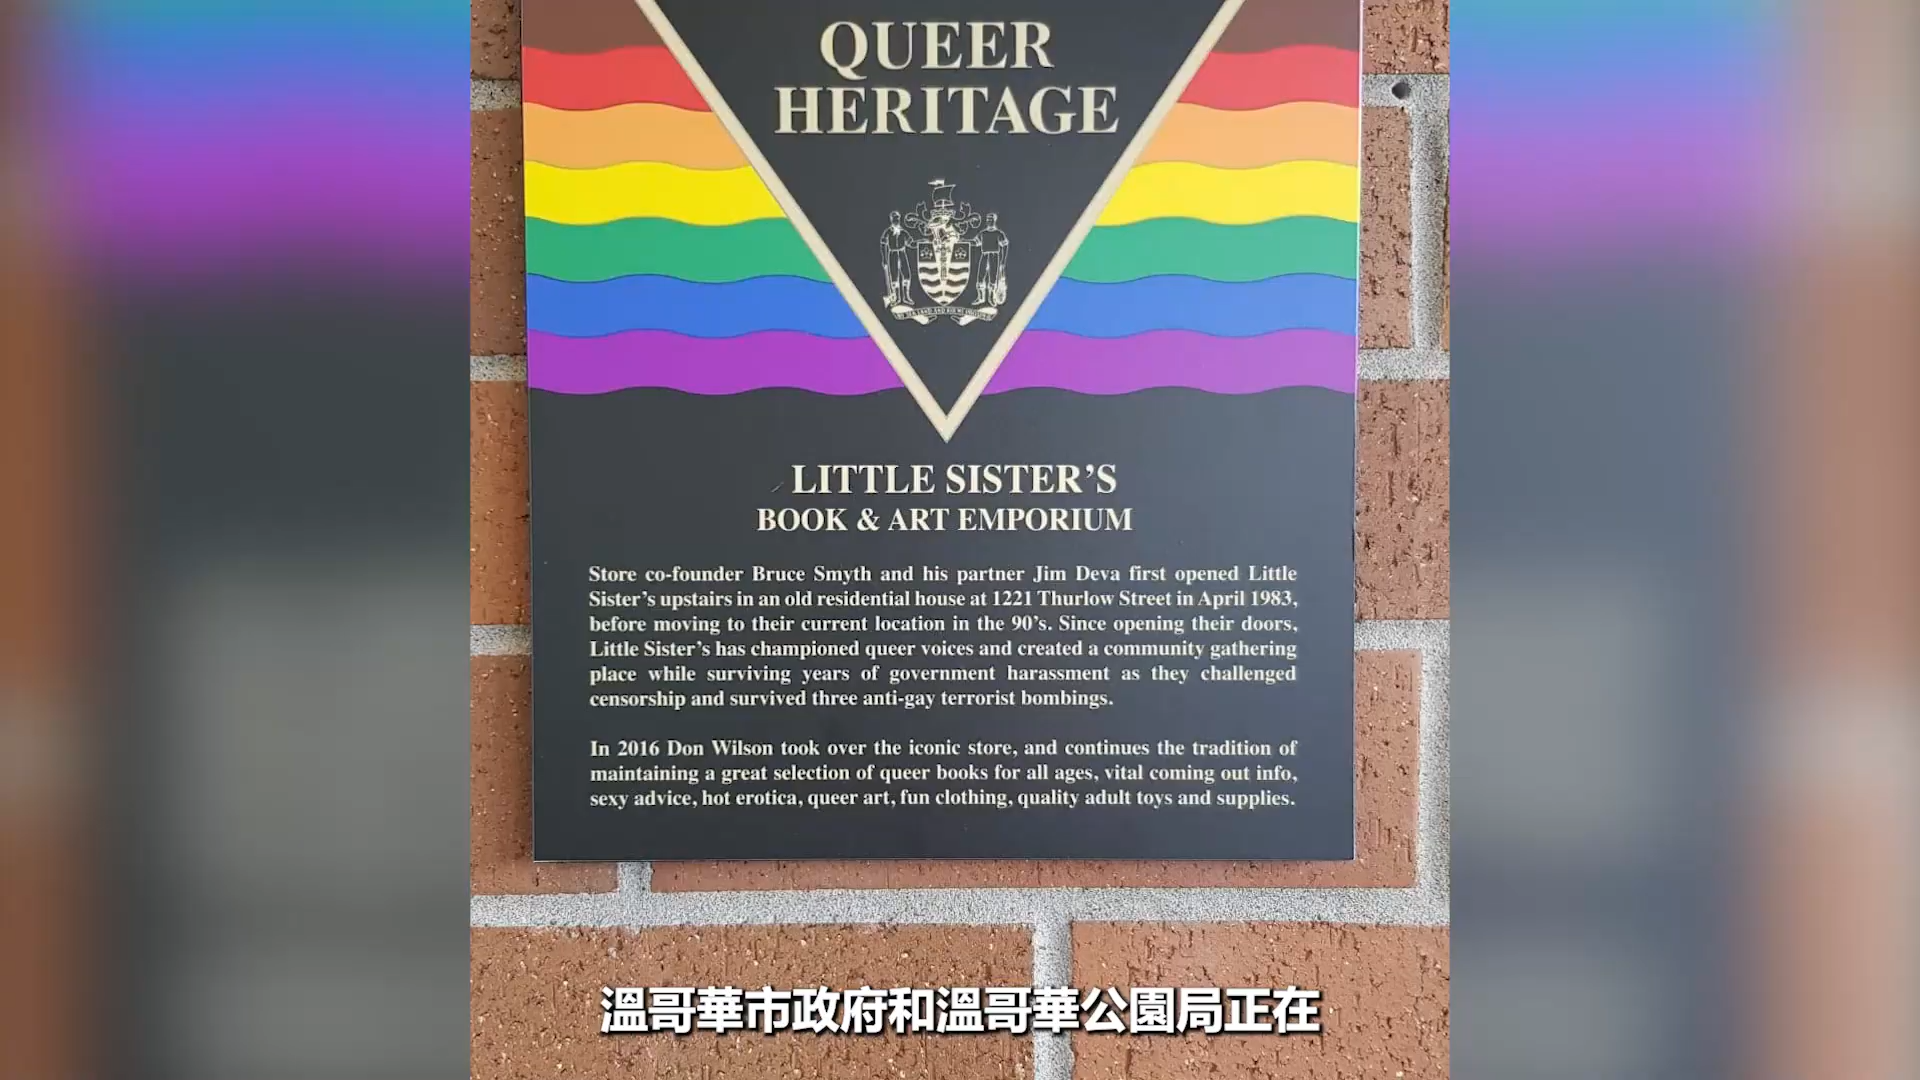 QUEER
HERITAGE
LITTLE SISTER'S
BOOK & ART EMPORIUM
Store co-founder Bruce Smyth and his partner Jim Deva first opened Little
Sister's upstairs in an old residential house at 1221 Thurlow Street in April 1983,
before moving to their current location in the 90's. Since opening their doors,
Little Sister's has championed queer voices and created a community gathering
place while surviving years of government harassment as they challenged
censorship and survived three anti-gay terrorist bombings.
In 2016 Don Wilson took over the iconic store, and continues the tradition of
maintaining a great selection of queer books for all ages, vital coming out info,
sexy advice, hot erotica, queer art, fun clothing, quality adult toys and supplies.
溫哥華市政府和溫哥華公園局正在